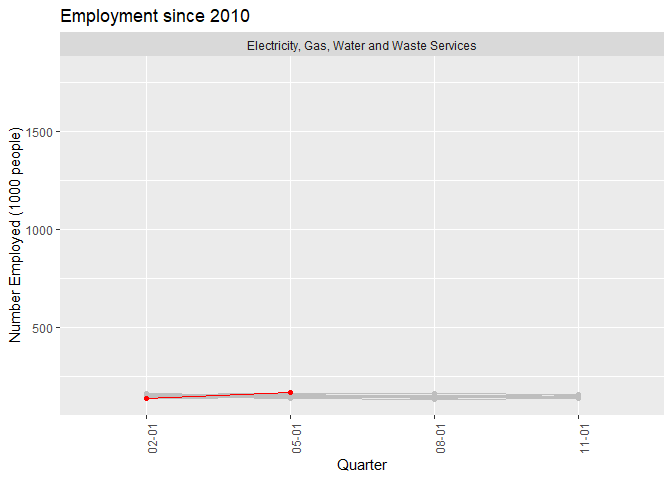 Employment since 2010
Electricity, Gas, Water and Waste Services
Number Employed (1000 people)
1500
1000
500
02-01
05-01
08-01
11-01
Quarter